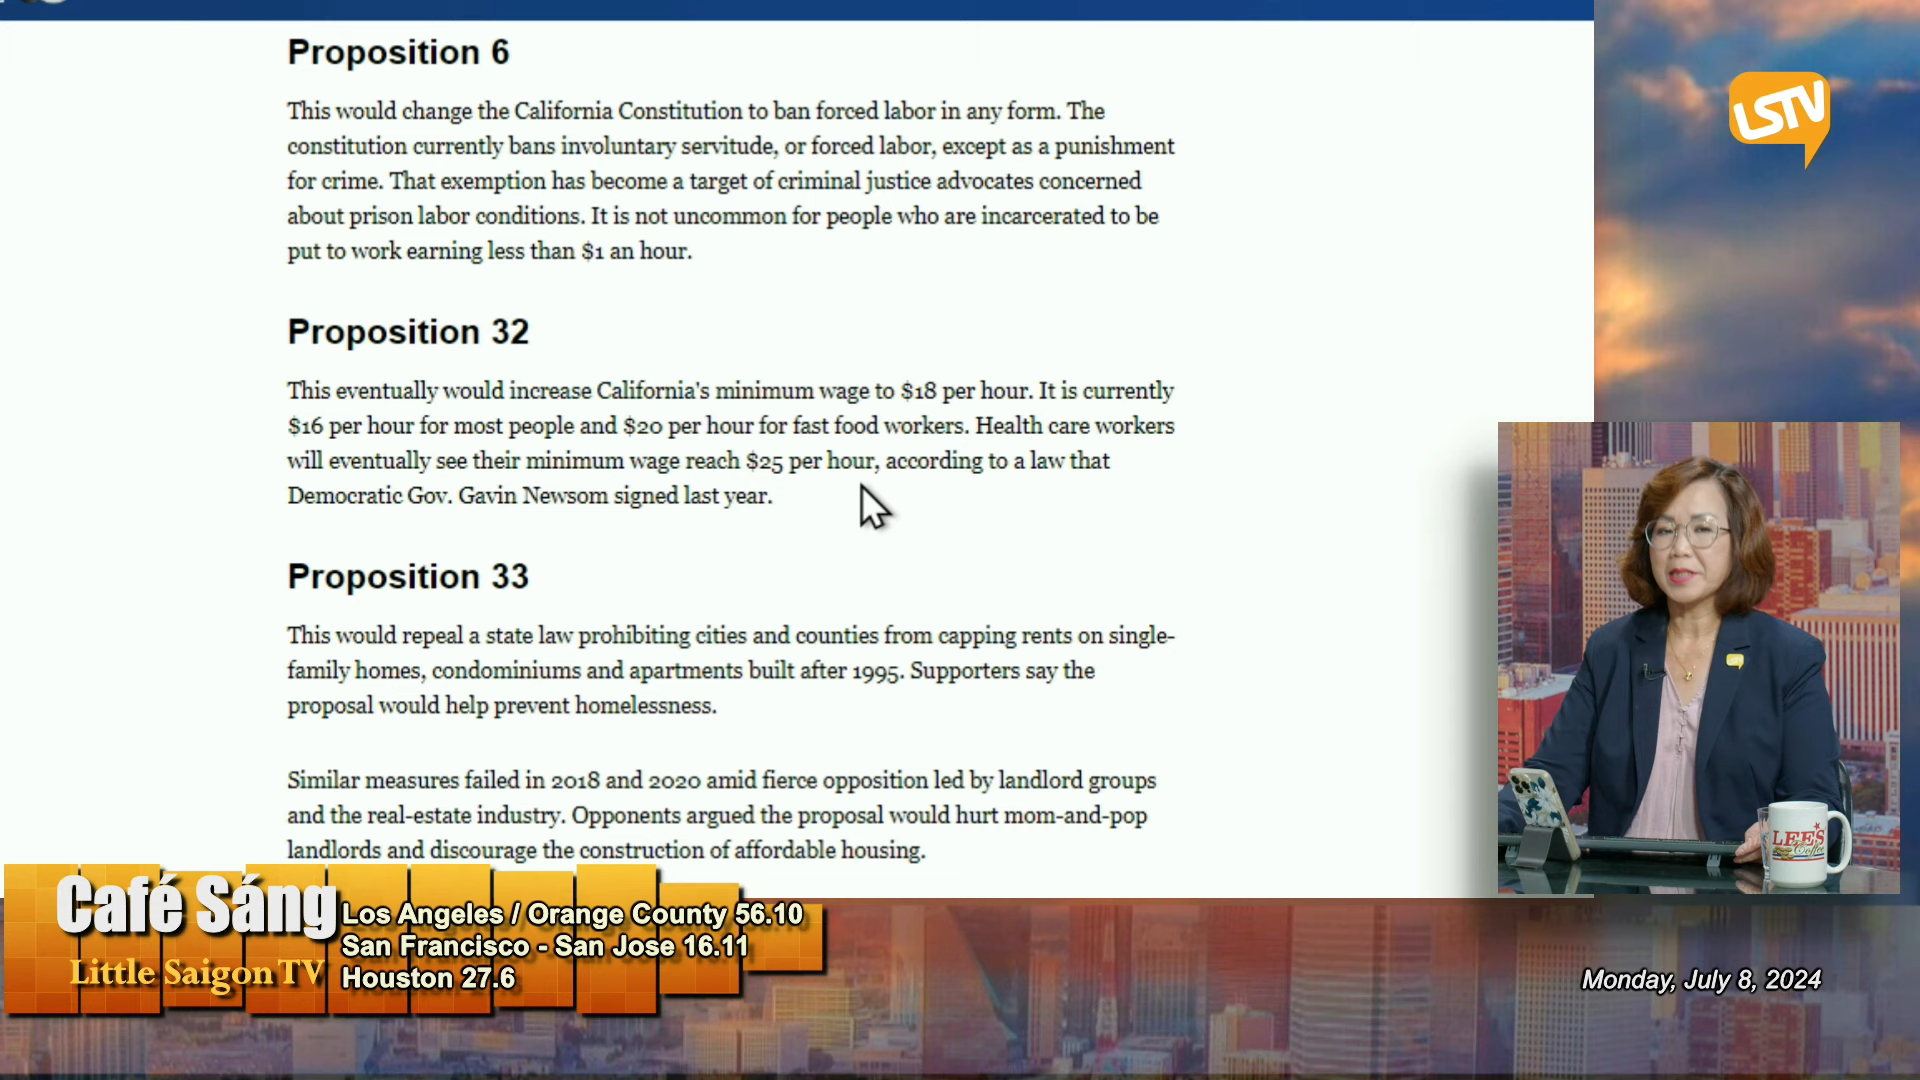 Proposition 6
This would change the California Constitution to ban forced labor in any form. The
constitution currently bans involuntary servitude, or forced labor, except as a punishment
for crime. That exemption has become a target of criminal justice advocates concerned
about prison labor conditions. It is not uncommon for people who are incarcerated to be
put to work earning less than $1 an hour.
Proposition 32
This eventually would increase California's minimum wage to $18 per hour. It is currently
$16 per hour for most people and $20 per hour for fast food workers. Health care workers
will eventually see their minimum wage reach $25 per hour, according to a law that
Democratic Gov. Gavin Newsom signed last year.
Proposition 33
This would repeal a state law prohibiting cities and counties from capping rents on single-
family homes, condominiums and apartments built after 1995. Supporters say the
proposal would help prevent homelessness.
Similar measures failed in 2018 and 2020 amid fierce opposition led by landlord groups
and the real-estate industry. Opponents argued the proposal would hurt mom-and-pop
landlords and discourage the construction of affordable housing.
LSTV
LEE'S
Coffee
Café Sáng
Little Saigon TV
Los Angeles / Orange County 56.10
San Francisco - San Jose 16.11
Houston 27.6
Monday, July 8, 2024